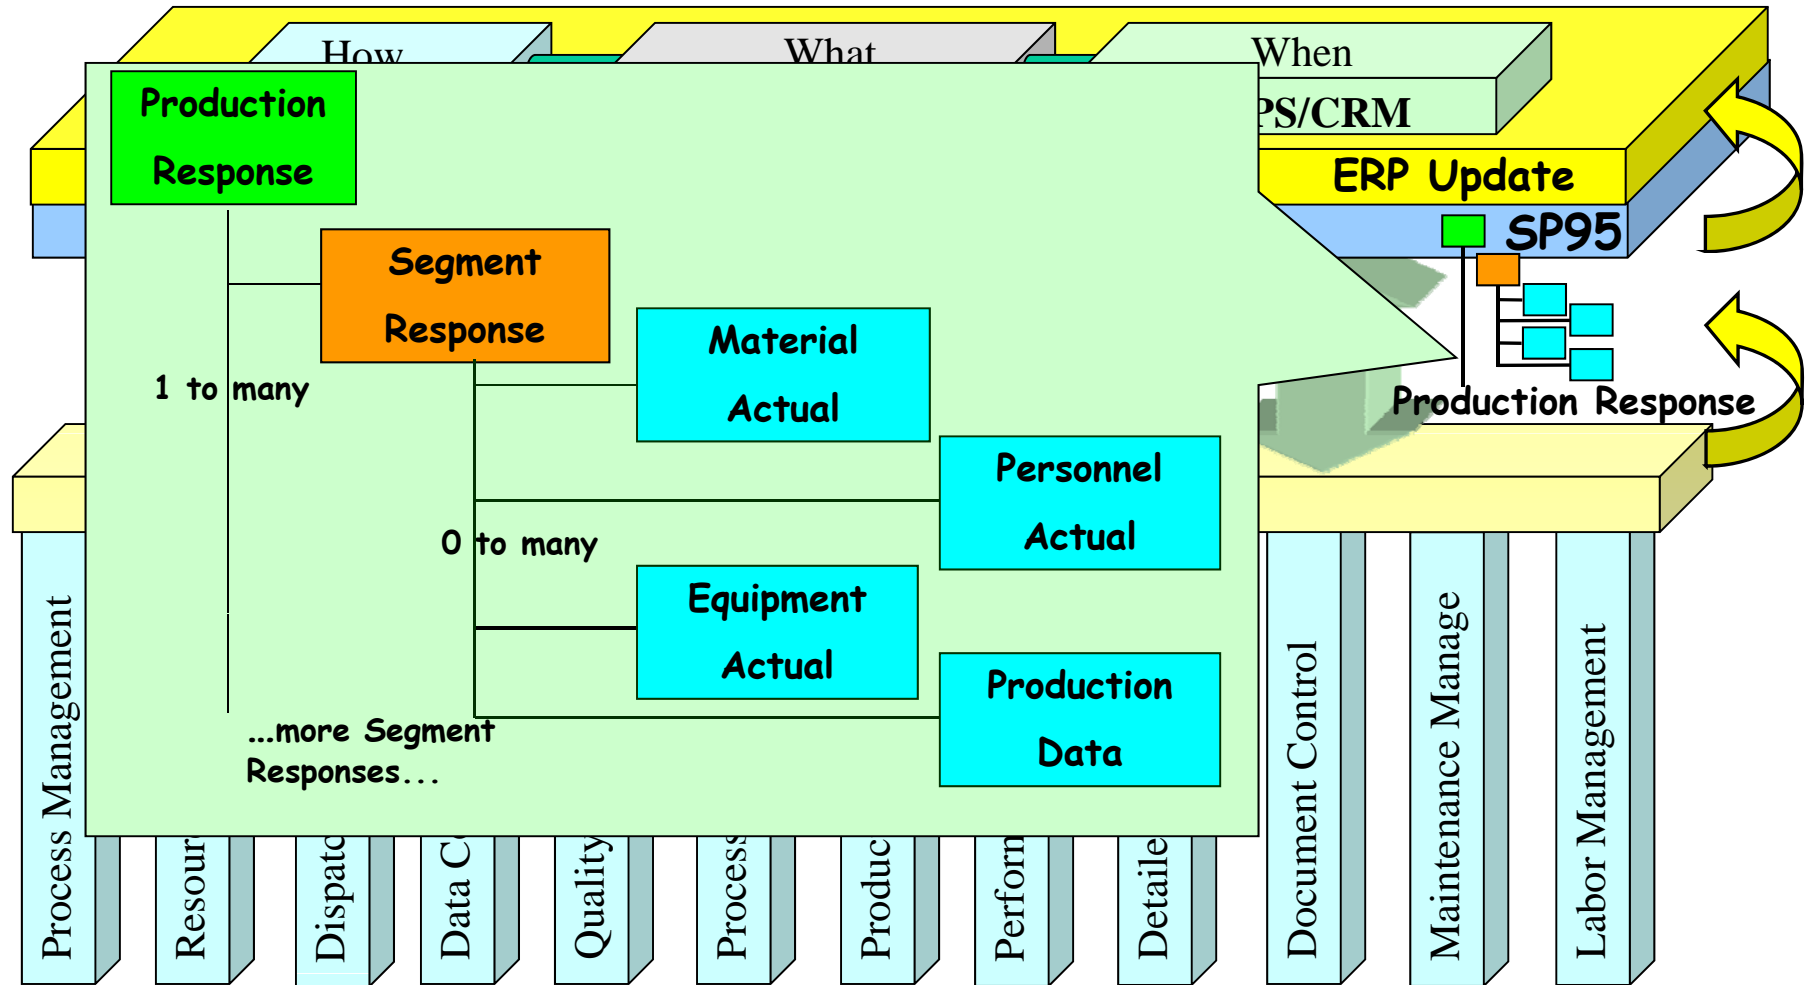 How
What
When
PS/CRM
ERP Update
SP95
Production
Response
Segment
Response
1 to many
Material
Actual
Personnel
Actual
0 to many
Equipment
Actual
Production
Data
...more Segment
Responses...
Production Response
Process Management
Resour
Dispatc
Data C
Quality
Process
Produc
Perform
Detaile
Document Control
Maintenance Manage
Labor Management